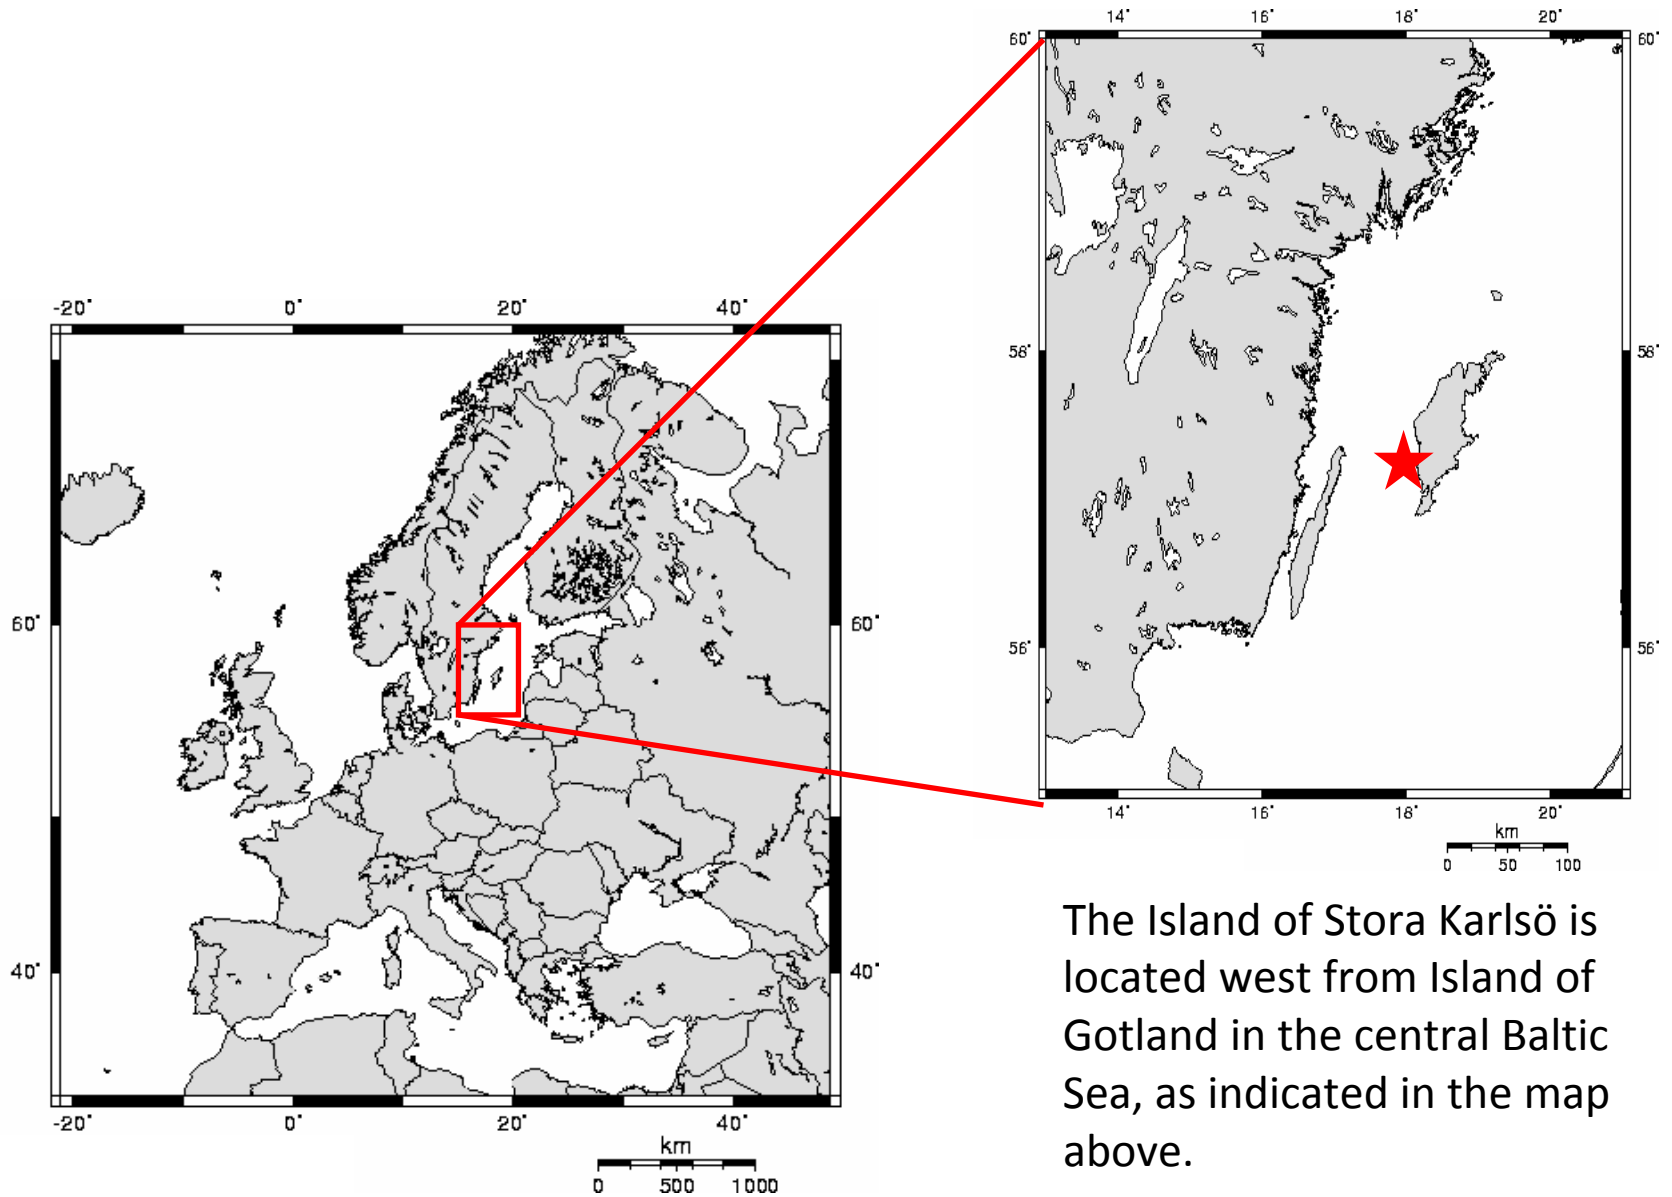 14° 16° 18° 20°
60° 60°
58° 58°
56° 56°
14° 16° 18° 20°
km
0 50 100
-20° 0° 20° 40°
60° 60°
40° 40°
-20° 0° 20° 40°
km
0 500 1000
The Island of Stora Karlsö is
located west from Island of
Gotland in the central Baltic
Sea, as indicated in the map
above.